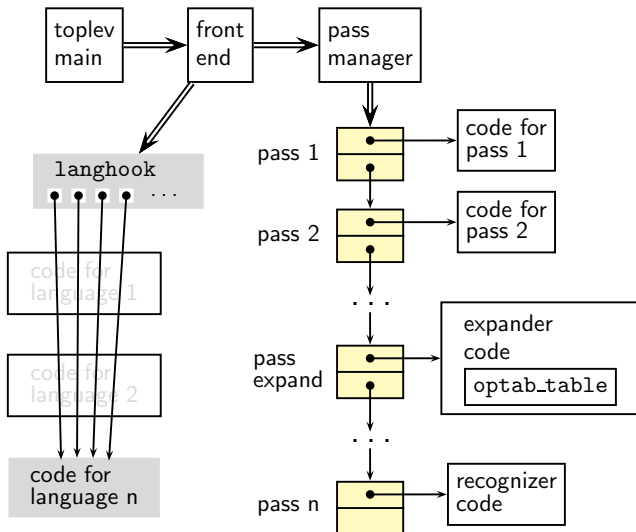 toplev
main
front
end
pass
manager
langhook
. . .
code for
language 1
code for
language 2
code for
language n
pass 1
code for
pass 1
pass 2
code for
pass 2
. . .
pass
expand
expander
code
optab_table
. . .
pass n
recognizer
code